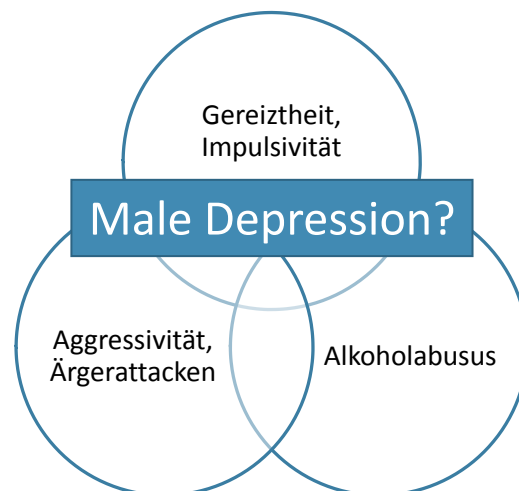 Gereiztheit,
Impulsivität
Male Depression?
Aggressivität,
Ärgerattacken
Alkoholabusus